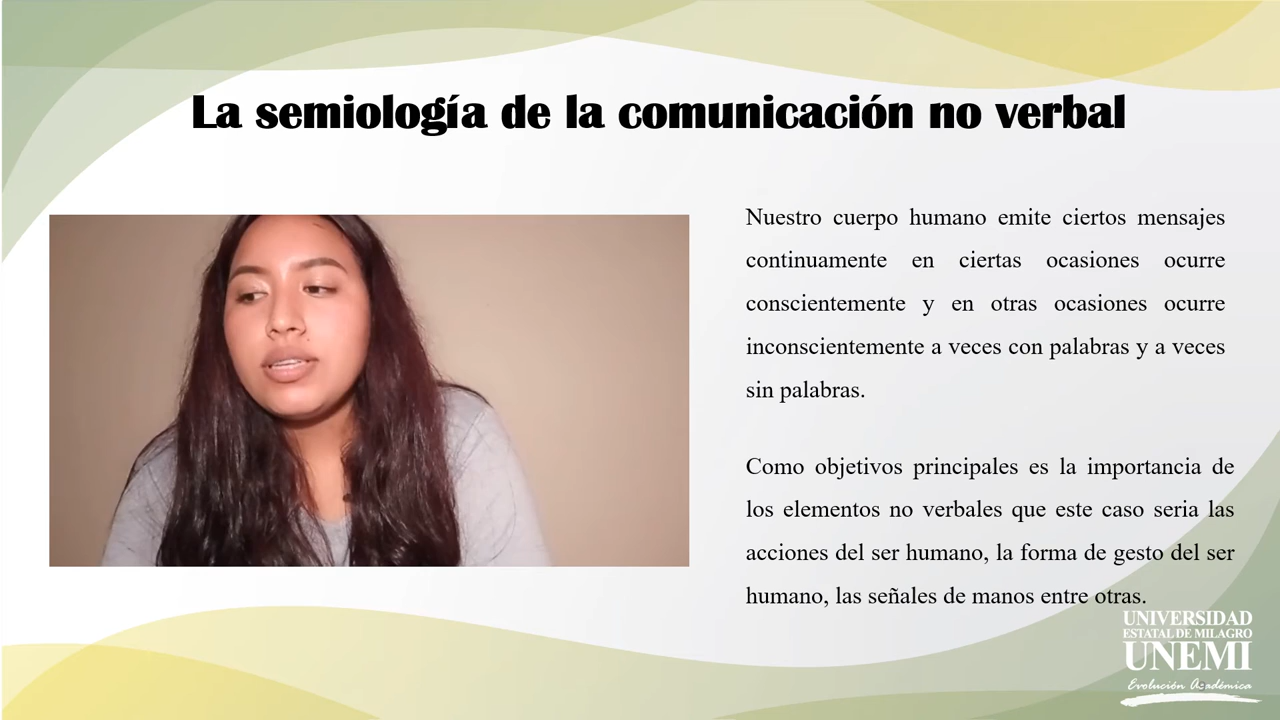 La semiología de la comunicación no verbal
Nuestro cuerpo humano emite ciertos mensajes
continuamente en ciertas ocasiones ocurre
conscientemente y en otras ocasiones ocurre
inconscientemente a veces con palabras y a veces
sin palabras.
Como objetivos principales es la importancia de
los elementos no verbales que este caso seria las
acciones del ser humano, la forma de gesto del ser
humano, las señales de manos entre otras.
UNIVERSIDAD
ESTATAL DE MILAGRO
UNEMI
Evolución Académica